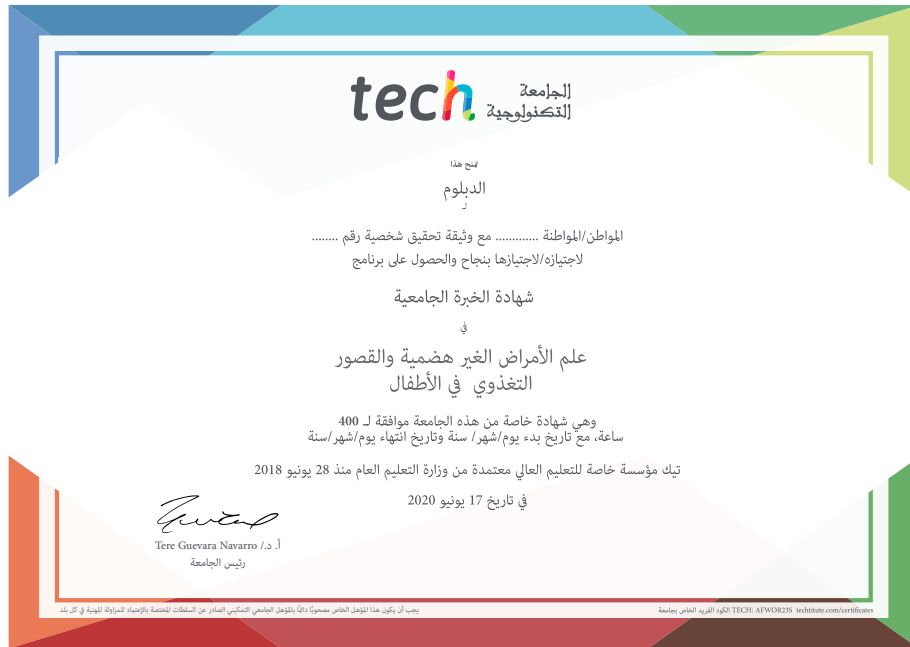 tech الجامعة
التكنولوجية
تمنح هذا
الدبلوم
لـ
المواطن/المواطنة ............. مع وثيقة تحقيق شخصية رقم ........
لاجتيازه/لاجتيازها بنجاح والحصول على برنامج
شهادة الخبرة الجامعية
في
علم الأمراض الغير هضمية والقصور
التغذوي في الأطفال
وهي شهادة خاصة من هذه الجامعة موافقة لـ 400
ساعة، مع تاريخ بدء يوم/شهر/ سنة وتاريخ انتهاء يوم/شهر/سنة
تيك مؤسسة خاصة للتعليم العالي معتمدة من وزارة التعليم العام منذ 28 يونيو 2018
في تاريخ 17 يونيو 2020
أ. د./ Tere Guevara Navarro
رئيس الجامعة
يجب أن يكون هذا المؤهل الخاص مصحوبًا دائمًا بالمؤهل الجامعي التمكيني الصادر عن السلطات المختصة بالإعتماد للمزاولة المهنية في كل بلد
الكود الفريد الخاص بجامعة TECH: AFWOR23S techtitute.com/certificates